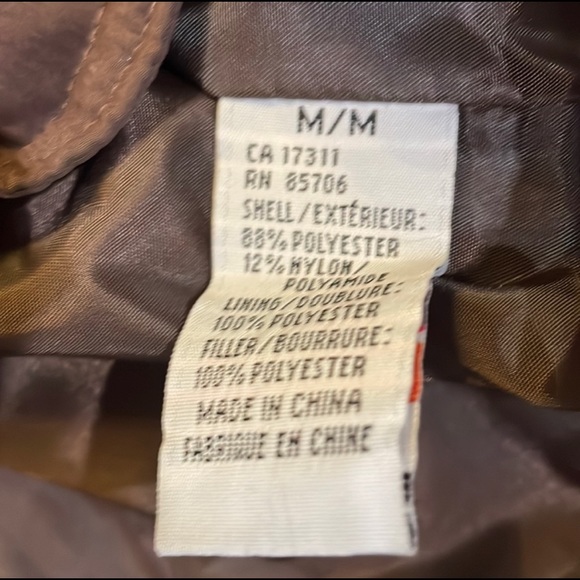 M/M
CA 17311
RN 85706
SHELL/EXTÉRIEUR:
88% POLYESTER
12% NYLON/
POLYAMIDE
LINING/DOUBLURE:
100% POLYESTER
FILLER/BOURRURE:
100% POLYESTER
MADE IN CHINA
FABRIQUE EN CHINE